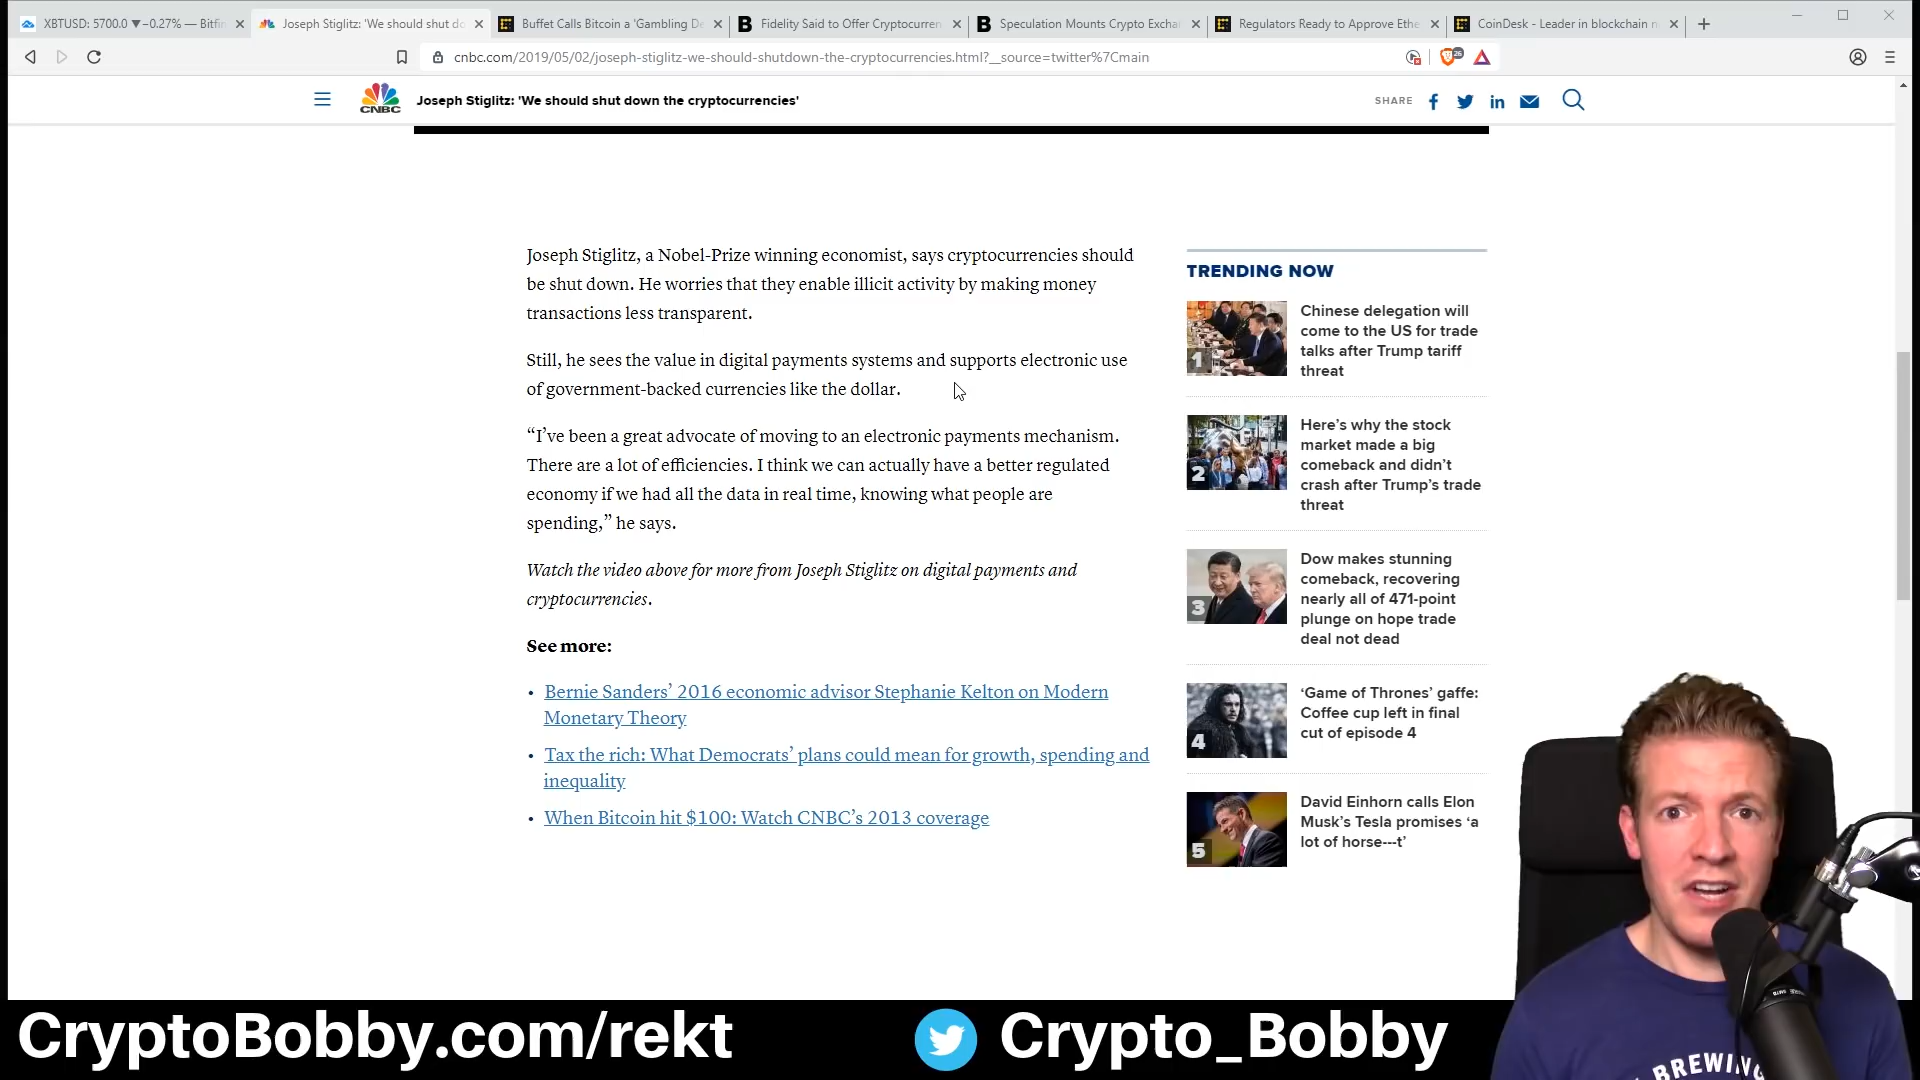 XBTUSD: 5700.0 ▼−0.27% — Bitfi
Joseph Stiglitz: 'We should shut do
Buffet Calls Bitcoin a 'Gambling De
Fidelity Said to Offer Cryptocurren
Speculation Mounts Crypto Excha
Regulators Ready to Approve Ethe
CoinDesk - Leader in blockchain n
cnbc.com/2019/05/02/joseph-stiglitz-we-should-shutdown-the-cryptocurrencies.html?__source=twitter%7Cmain
26
CNBC
Joseph Stiglitz: 'We should shut down the cryptocurrencies'
SHARE
Joseph Stiglitz, a Nobel-Prize winning economist, says cryptocurrencies should
be shut down. He worries that they enable illicit activity by making money
transactions less transparent.
Still, he sees the value in digital payments systems and supports electronic use
of government-backed currencies like the dollar.
“I’ve been a great advocate of moving to an electronic payments mechanism.
There are a lot of efficiencies. I think we can actually have a better regulated
economy if we had all the data in real time, knowing what people are
spending,” he says.
Watch the video above for more from Joseph Stiglitz on digital payments and
cryptocurrencies.
See more:
• Bernie Sanders’ 2016 economic advisor Stephanie Kelton on Modern
Monetary Theory
• Tax the rich: What Democrats’ plans could mean for growth, spending and
inequality
• When Bitcoin hit $100: Watch CNBC’s 2013 coverage
TRENDING NOW
1
Chinese delegation will
come to the US for trade
talks after Trump tariff
threat
2
Here’s why the stock
market made a big
comeback and didn’t
crash after Trump’s trade
threat
3
Dow makes stunning
comeback, recovering
nearly all of 471-point
plunge on hope trade
deal not dead
4
‘Game of Thrones’ gaffe:
Coffee cup left in final
cut of episode 4
5
David Einhorn calls Elon
Musk’s Tesla promises ‘a
lot of horse---t’
BREWING
CryptoBobby.com/rekt
Crypto_Bobby